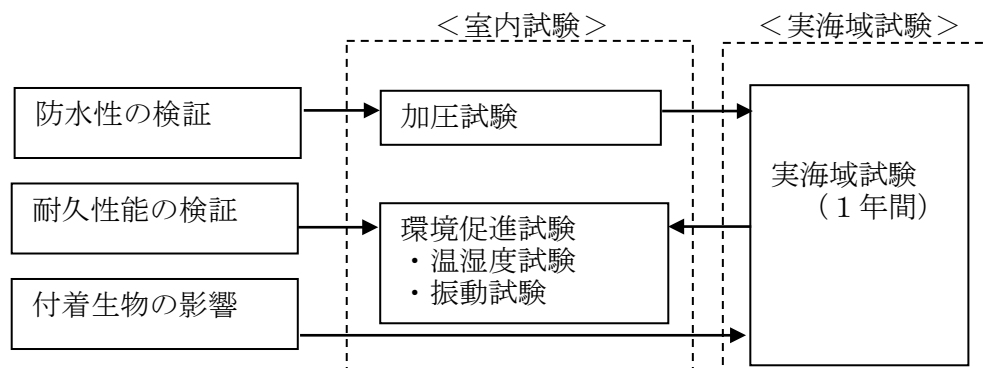 ＜室内試験＞
＜実海域試験＞
防水性の検証
加圧試験
実海域試験
（１年間）
耐久性能の検証
環境促進試験
・温湿度試験
・振動試験
付着生物の影響